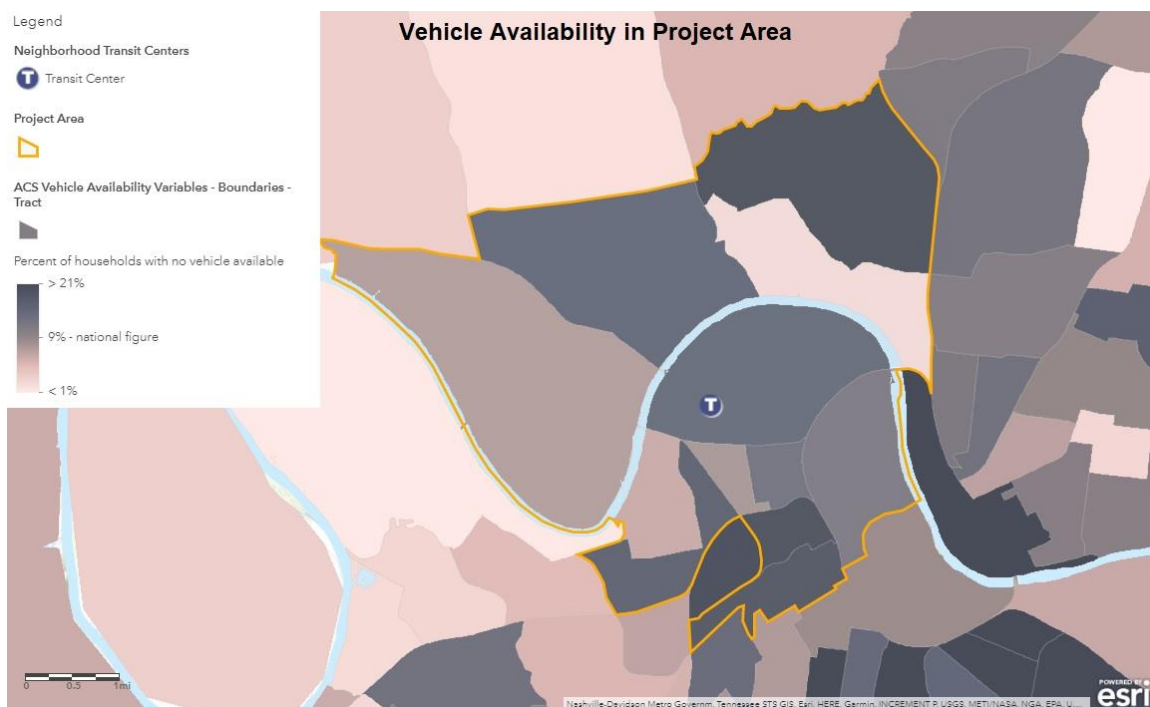 Vehicle Availability in Project Area
Legend
Neighborhood Transit Centers
T Transit Center
Project Area
ACS Vehicle Availability Variables - Boundaries -
Tract
Percent of households with no vehicle available
> 21%
9% - national figure
< 1%
T
0 0.5 1mi
Nashville-Davidson Metro Governm, Tennessee STS GIS, Esri, HERE, Garmin, INCREMENT P, USGS, METI/NASA, NGA, EPA, U...
POWERED BY
esri